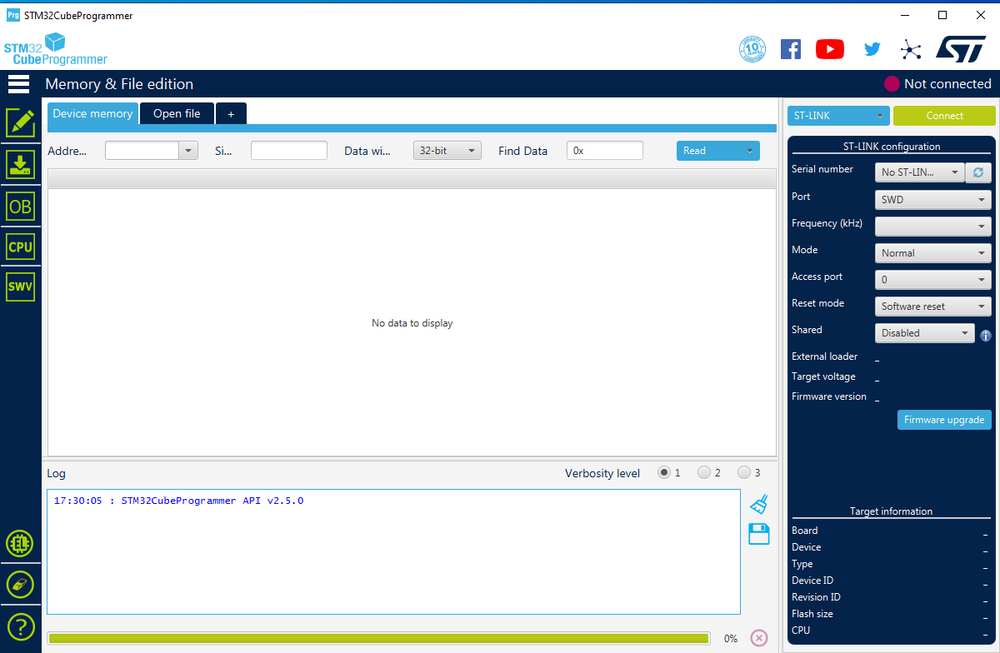 Prg STM32CubeProgrammer
STM32
CubeProgrammer
10
YEARS
Memory & File edition
Not connected
Device memory
Open file
+
ST-LINK
Connect
Addre...
Si...
Data wi...
32-bit
Find Data
0x
Read
ST-LINK configuration
Serial number
No ST-LIN...
Port
SWD
Frequency (kHz)
Mode
Normal
Access port
0
Reset mode
Software reset
Shared
Disabled
External loader
_
Target voltage
_
Firmware version
_
Firmware upgrade
OB
CPU
SWV
No data to display
Log
Verbosity level
1
2
3
17:30:05 : STM32CubeProgrammer API v2.5.0
Target information
Board
_
Device
_
Type
_
Device ID
_
Revision ID
_
Flash size
_
CPU
_
0%
?